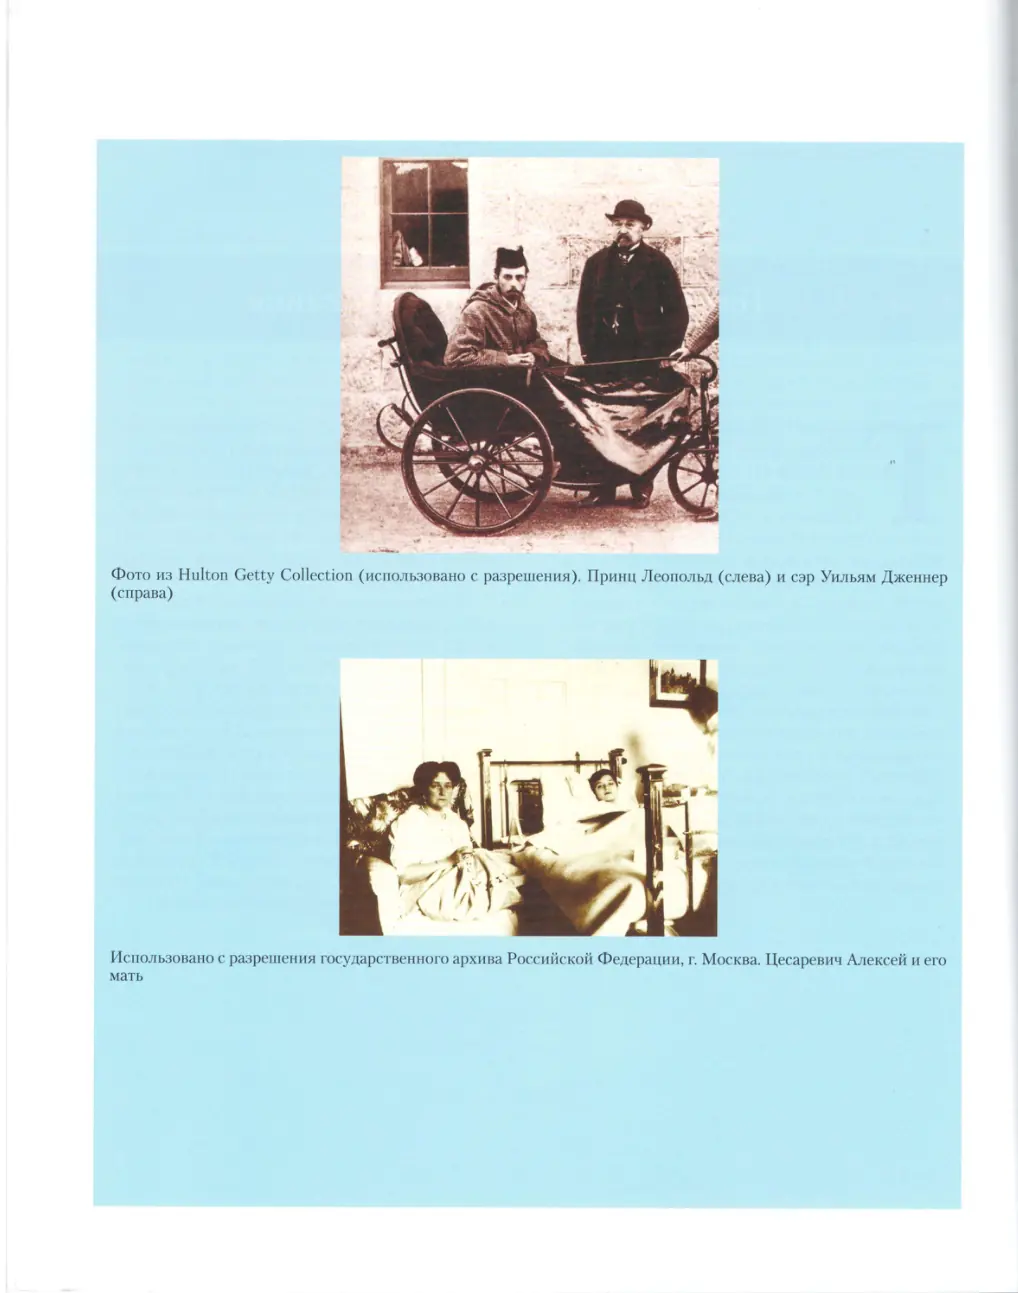 Фото из Hulton Getty Collection (использовано с разрешения). Принц Леопольд (слева) и сэр Уильям Дженнер
(справа)
Использовано с разрешения государственного архива Российской Федерации, г. Москва. Цесаревич Алексей и его
мать